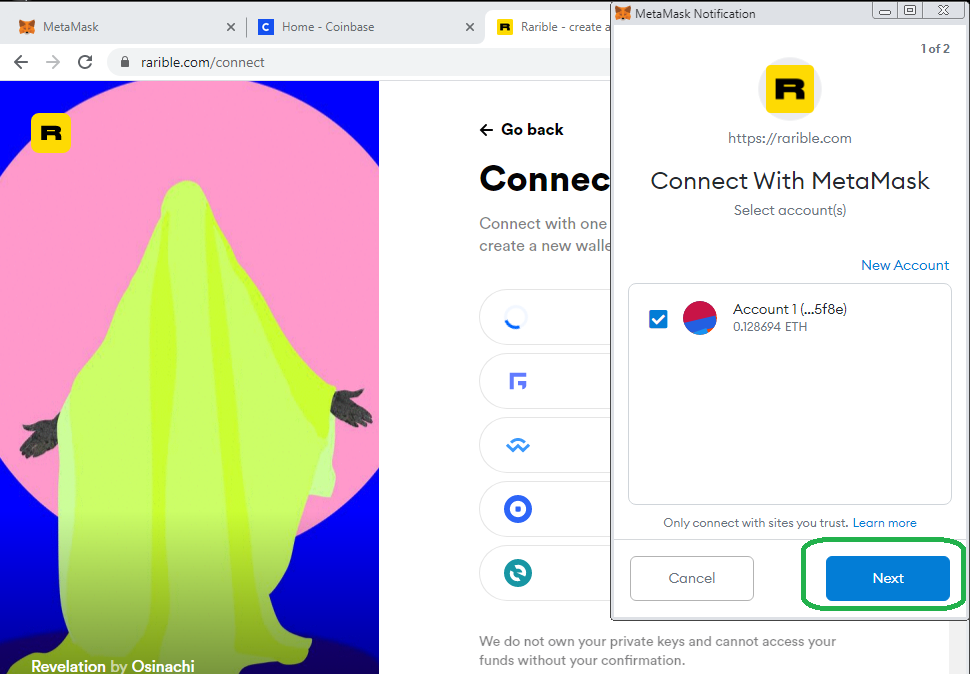 MetaMask
Home - Coinbase
Rarible - create a
rarible.com/connect
R
Go back
Connec
Connect with one
create a new walle
We do not own your private keys and cannot access your
funds without your confirmation.
Revelation by Osinachi
MetaMask Notification
1 of 2
R
https://rarible.com
Connect With MetaMask
Select account(s)
New Account
Account 1 (...5f8e)
0.128694 ETH
Only connect with sites you trust. Learn more
Cancel
Next